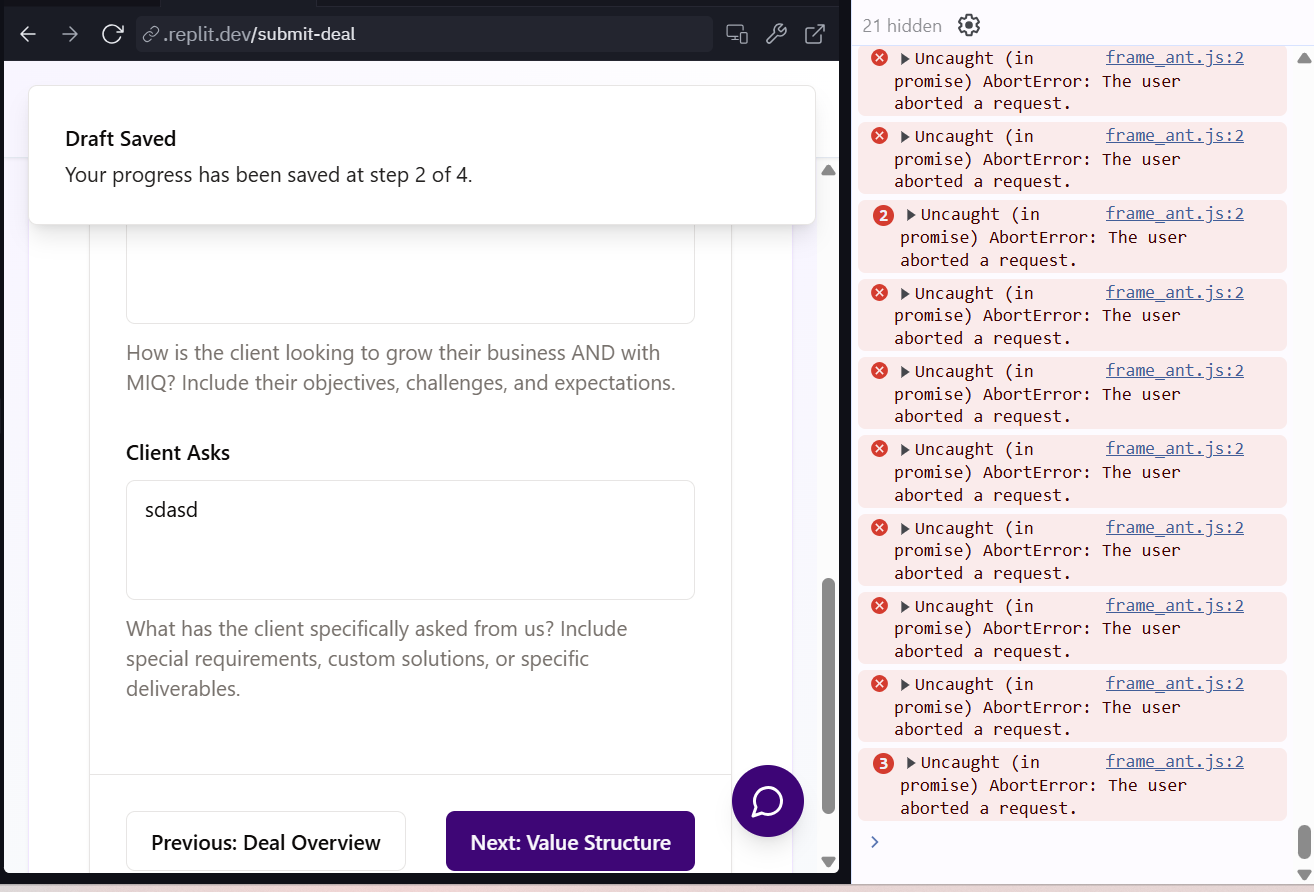 .replit.dev/submit-deal
Draft Saved
Your progress has been saved at step 2 of 4.
How is the client looking to grow their business AND with
MIQ? Include their objectives, challenges, and expectations.
Client Asks
sdasd
What has the client specifically asked from us? Include
special requirements, custom solutions, or specific
deliverables.
Previous: Deal Overview
Next: Value Structure
21 hidden
Uncaught (in frame_ant.js:2
promise) AbortError: The user
aborted a request.
Uncaught (in frame_ant.js:2
promise) AbortError: The user
aborted a request.
2 Uncaught (in frame_ant.js:2
promise) AbortError: The user
aborted a request.
Uncaught (in frame_ant.js:2
promise) AbortError: The user
aborted a request.
Uncaught (in frame_ant.js:2
promise) AbortError: The user
aborted a request.
Uncaught (in frame_ant.js:2
promise) AbortError: The user
aborted a request.
Uncaught (in frame_ant.js:2
promise) AbortError: The user
aborted a request.
Uncaught (in frame_ant.js:2
promise) AbortError: The user
aborted a request.
Uncaught (in frame_ant.js:2
promise) AbortError: The user
aborted a request.
3 Uncaught (in frame_ant.js:2
promise) AbortError: The user
aborted a request.